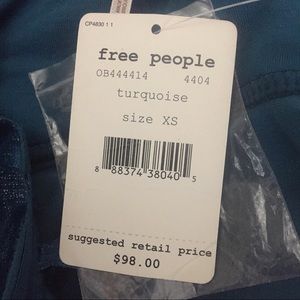 CP4830 1 1
free people
OB444414 4404
turquoise
size XS
8 88374 38040 5
suggested retail price
$98.00